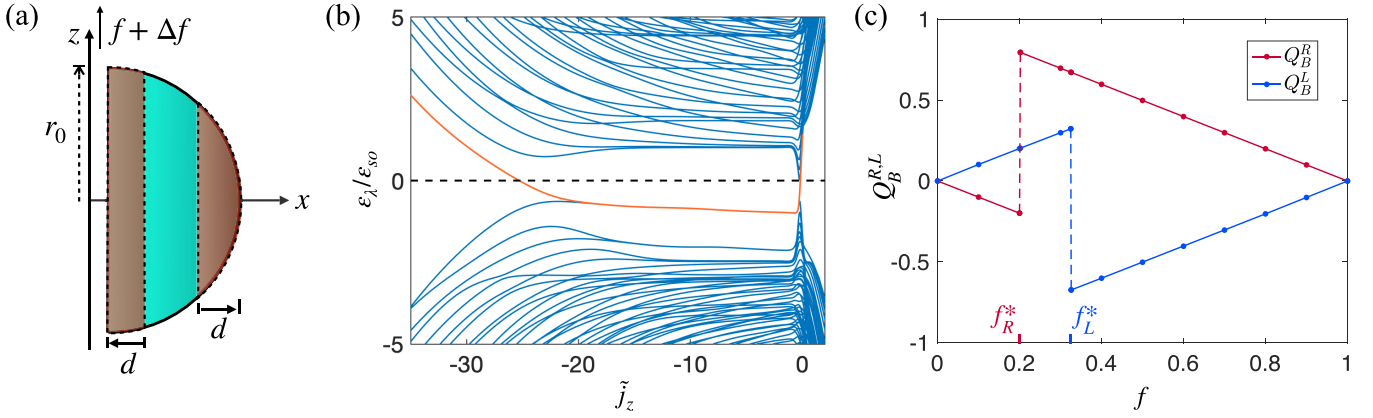 (a)
z
f + Δf
r₀
x
d
d
(b)
5
0
-5
ε_λ/ε_so
-30
-20
-10
0
j̃_z
(c)
1
0.5
0
-0.5
-1
Q_B^{R,L}
Q_B^R
Q_B^L
f_R^*
f_L^*
0
0.2
0.4
0.6
0.8
1
f